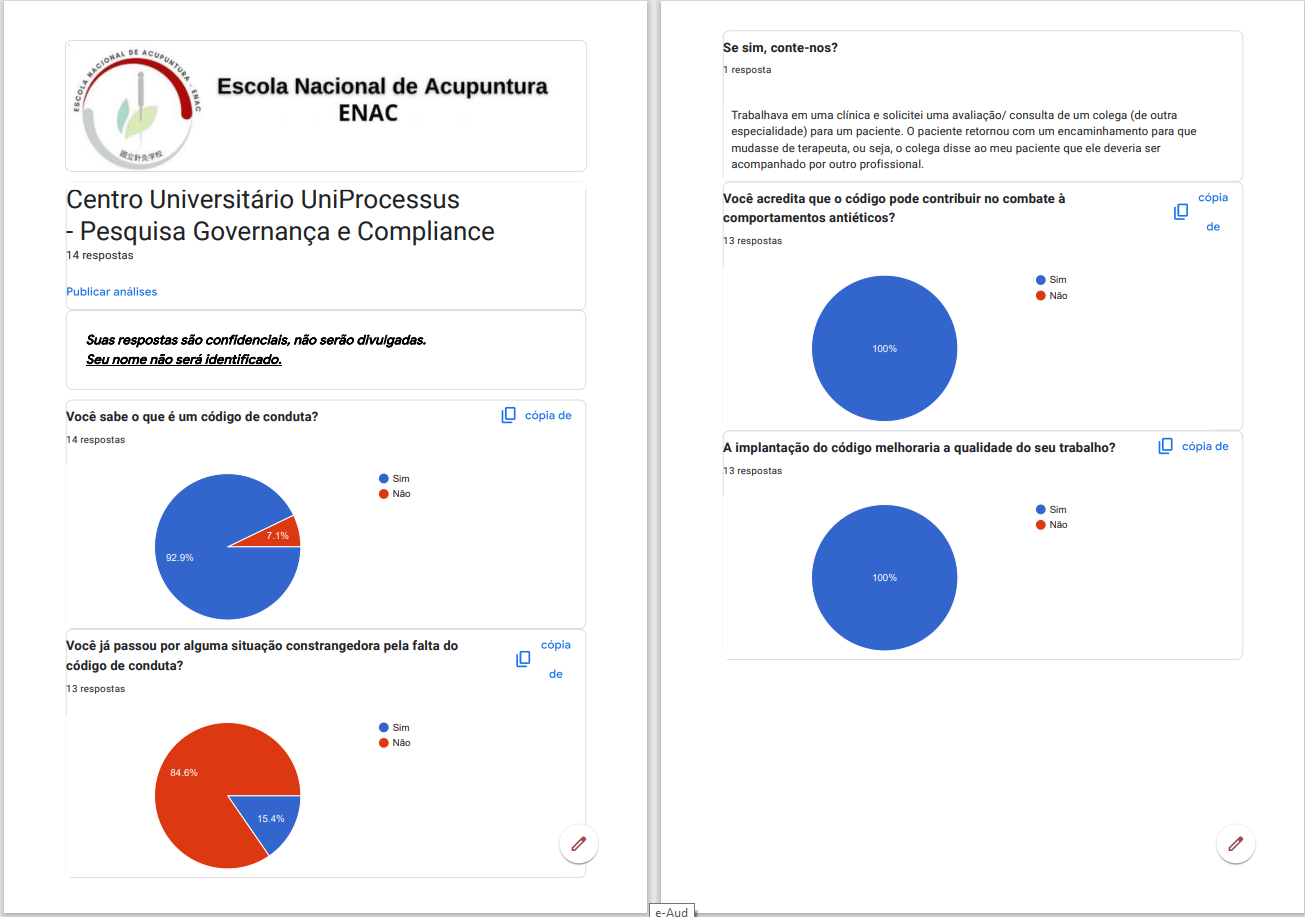 ESCOLA NACIONAL DE ACUPUNTURA - ENAC
國立針灸学校
Escola Nacional de Acupuntura
ENAC
Centro Universitário UniProcessus
- Pesquisa Governança e Compliance
14 respostas
Publicar análises
Suas respostas são confidenciais, não serão divulgadas.
Seu nome não será identificado.
Você sabe o que é um código de conduta?
cópia de
14 respostas
Sim
Não
7.1%
92.9%
Você já passou por alguma situação constrangedora pela falta do
código de conduta?
cópia
de
13 respostas
Sim
Não
84.6%
15.4%
Se sim, conte-nos?
1 resposta
Trabalhava em uma clínica e solicitei uma avaliação/ consulta de um colega (de outra
especialidade) para um paciente. O paciente retornou com um encaminhamento para que
mudasse de terapeuta, ou seja, o colega disse ao meu paciente que ele deveria ser
acompanhado por outro profissional.
Você acredita que o código pode contribuir no combate à
comportamentos antiéticos?
cópia
de
13 respostas
Sim
Não
100%
A implantação do código melhoraria a qualidade do seu trabalho?
cópia de
13 respostas
Sim
Não
100%
e-Aud